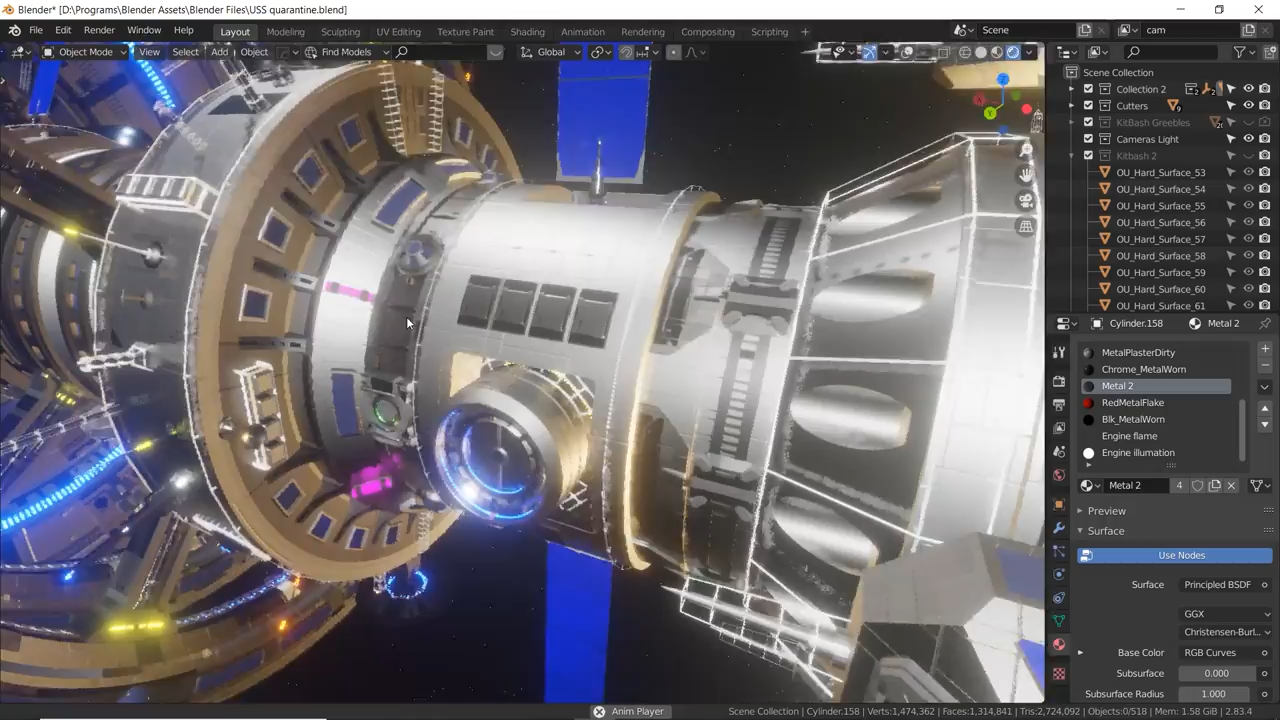 Blender* [D:\Programs\Blender Assets\Blender Files\USS quarantine.blend]
File Edit Render Window Help Layout Modeling Sculpting UV Editing Texture Paint Shading Animation Rendering Compositing Scripting + Scene cam
Object Mode View Select Add Object Find Models Global
Scene Collection
Collection 2
Cutters
KitBash Greebles
Cameras Light
Kitbash 2
OU_Hard_Surface_53
OU_Hard_Surface_54
OU_Hard_Surface_55
OU_Hard_Surface_56
OU_Hard_Surface_57
OU_Hard_Surface_58
OU_Hard_Surface_59
OU_Hard_Surface_60
OU_Hard_Surface_61
Cylinder.158 Metal 2
MetalPlasterDirty
Chrome_MetalWorn
Metal 2
RedMetalFlake
Blk_MetalWorn
Engine flame
Engine illumination
Metal 2 4
Preview
Surface
Use Nodes
Surface Principled BSDF
GGX
Christensen-Burl...
Base Color RGB Curves
Subsurface 0.000
Subsurface Radius 1.000
Anim Player Scene Collection | Cylinder.158 | Verts:1,474,362 | Faces:1,314,841 | Tris:2,724,092 | Objects:0/518 | Mem: 1.58 GiB | 2.83.4